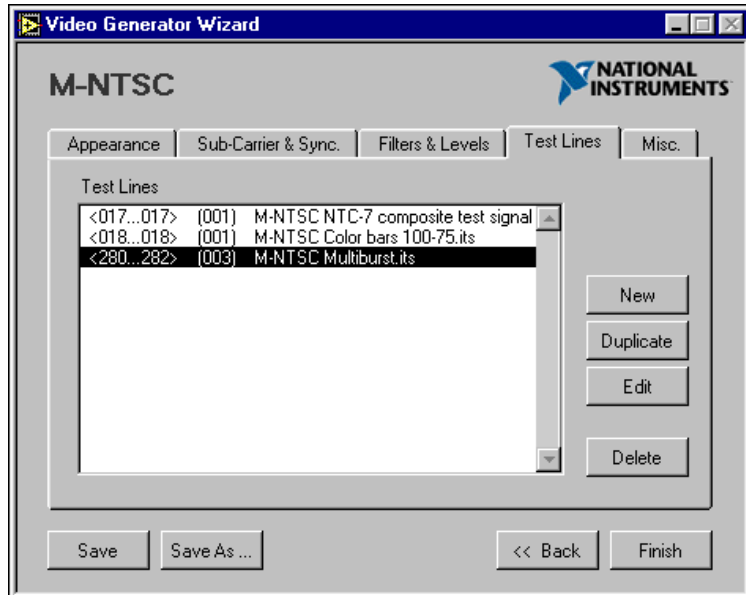 Video Generator Wizard
M-NTSC
NATIONAL
INSTRUMENTS
Appearance Sub-Carrier & Sync. Filters & Levels Test Lines Misc.
Test Lines
<017...017> (001) M-NTSC NTC-7 composite test signal
<018...018> (001) M-NTSC Color bars 100-75.its
<280...282> (003) M-NTSC Multiburst.its
New
Duplicate
Edit
Delete
Save Save As ... << Back Finish